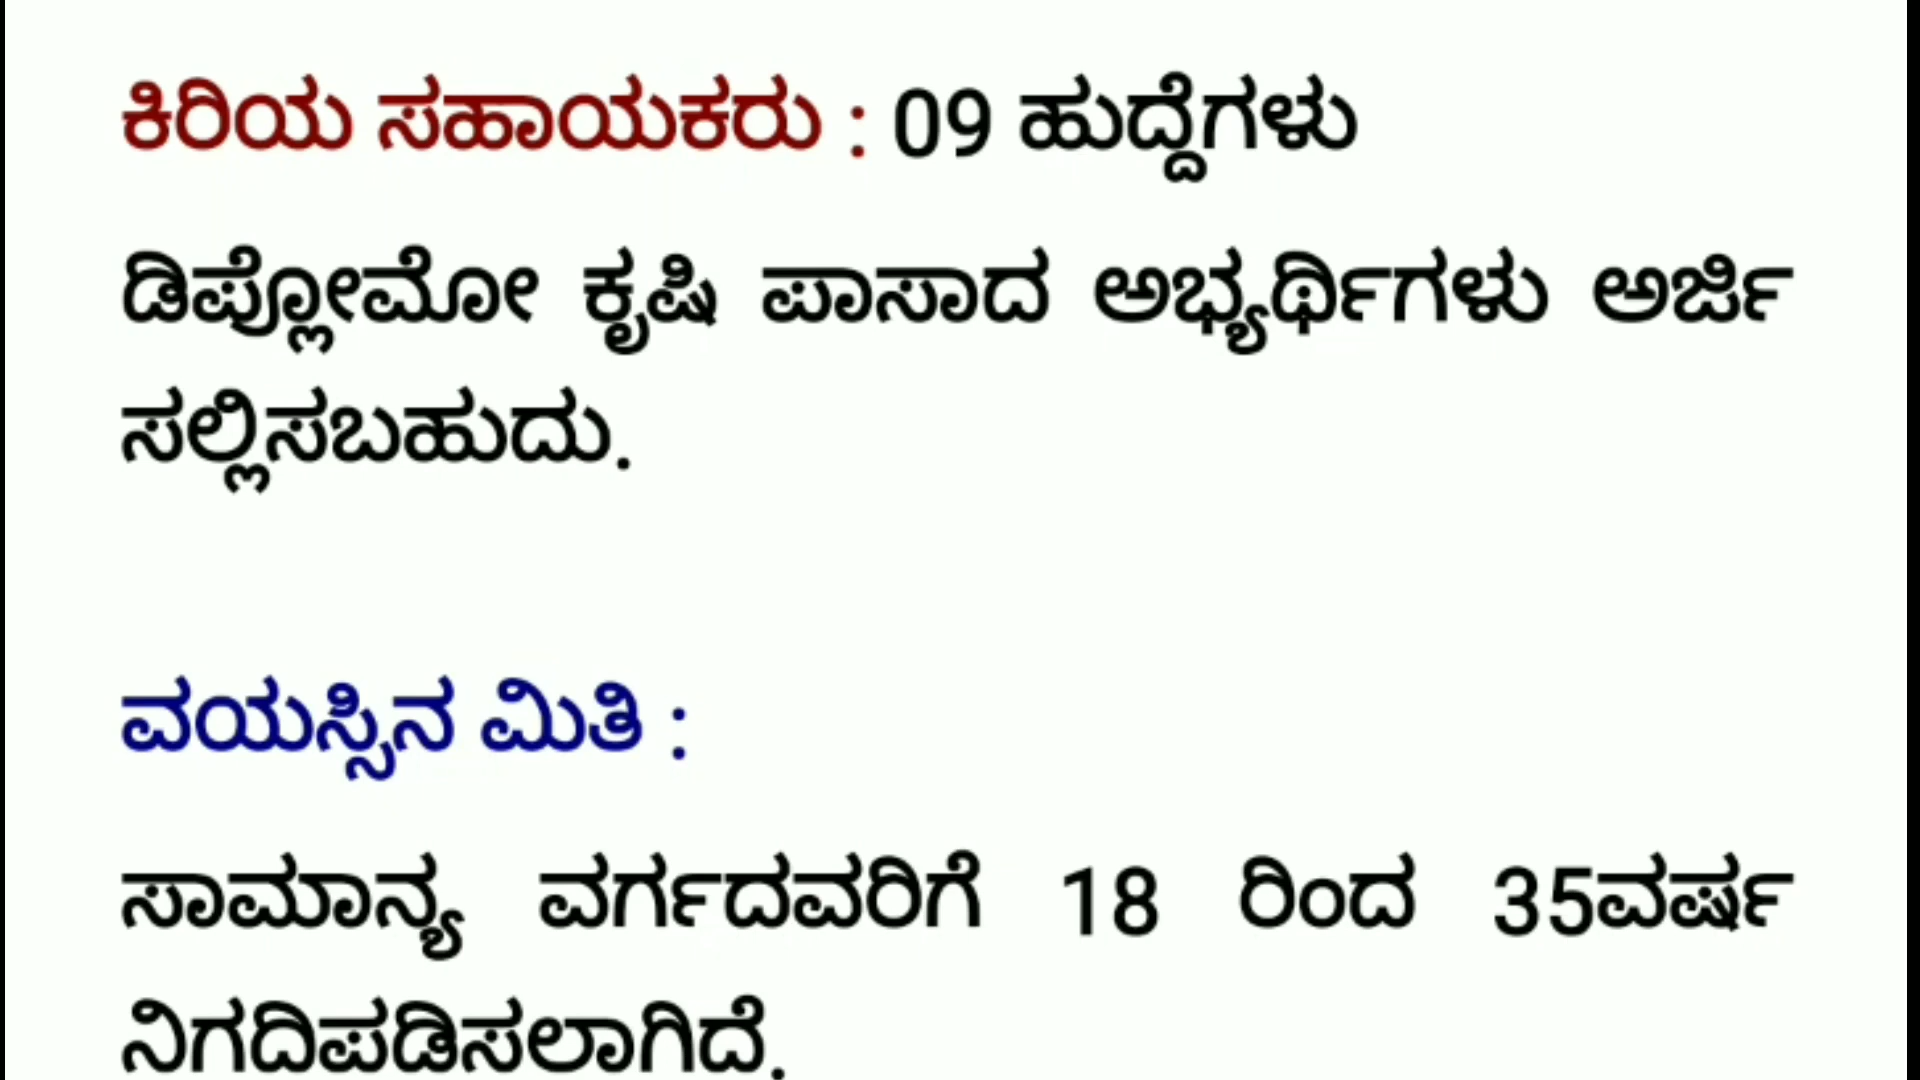 ಕಿರಿಯ ಸಹಾಯಕರು : 09 ಹುದ್ದೆಗಳು
ಡಿಪ್ಲೋಮೋ ಕೃಷಿ ಪಾಸಾದ ಅಭ್ಯರ್ಥಿಗಳು ಅರ್ಜಿ
ಸಲ್ಲಿಸಬಹುದು.
ವಯಸ್ಸಿನ ಮಿತಿ :
ಸಾಮಾನ್ಯ ವರ್ಗದವರಿಗೆ 18 ರಿಂದ 35ವರ್ಷ
ನಿಗದಿಪಡಿಸಲಾಗಿದೆ.